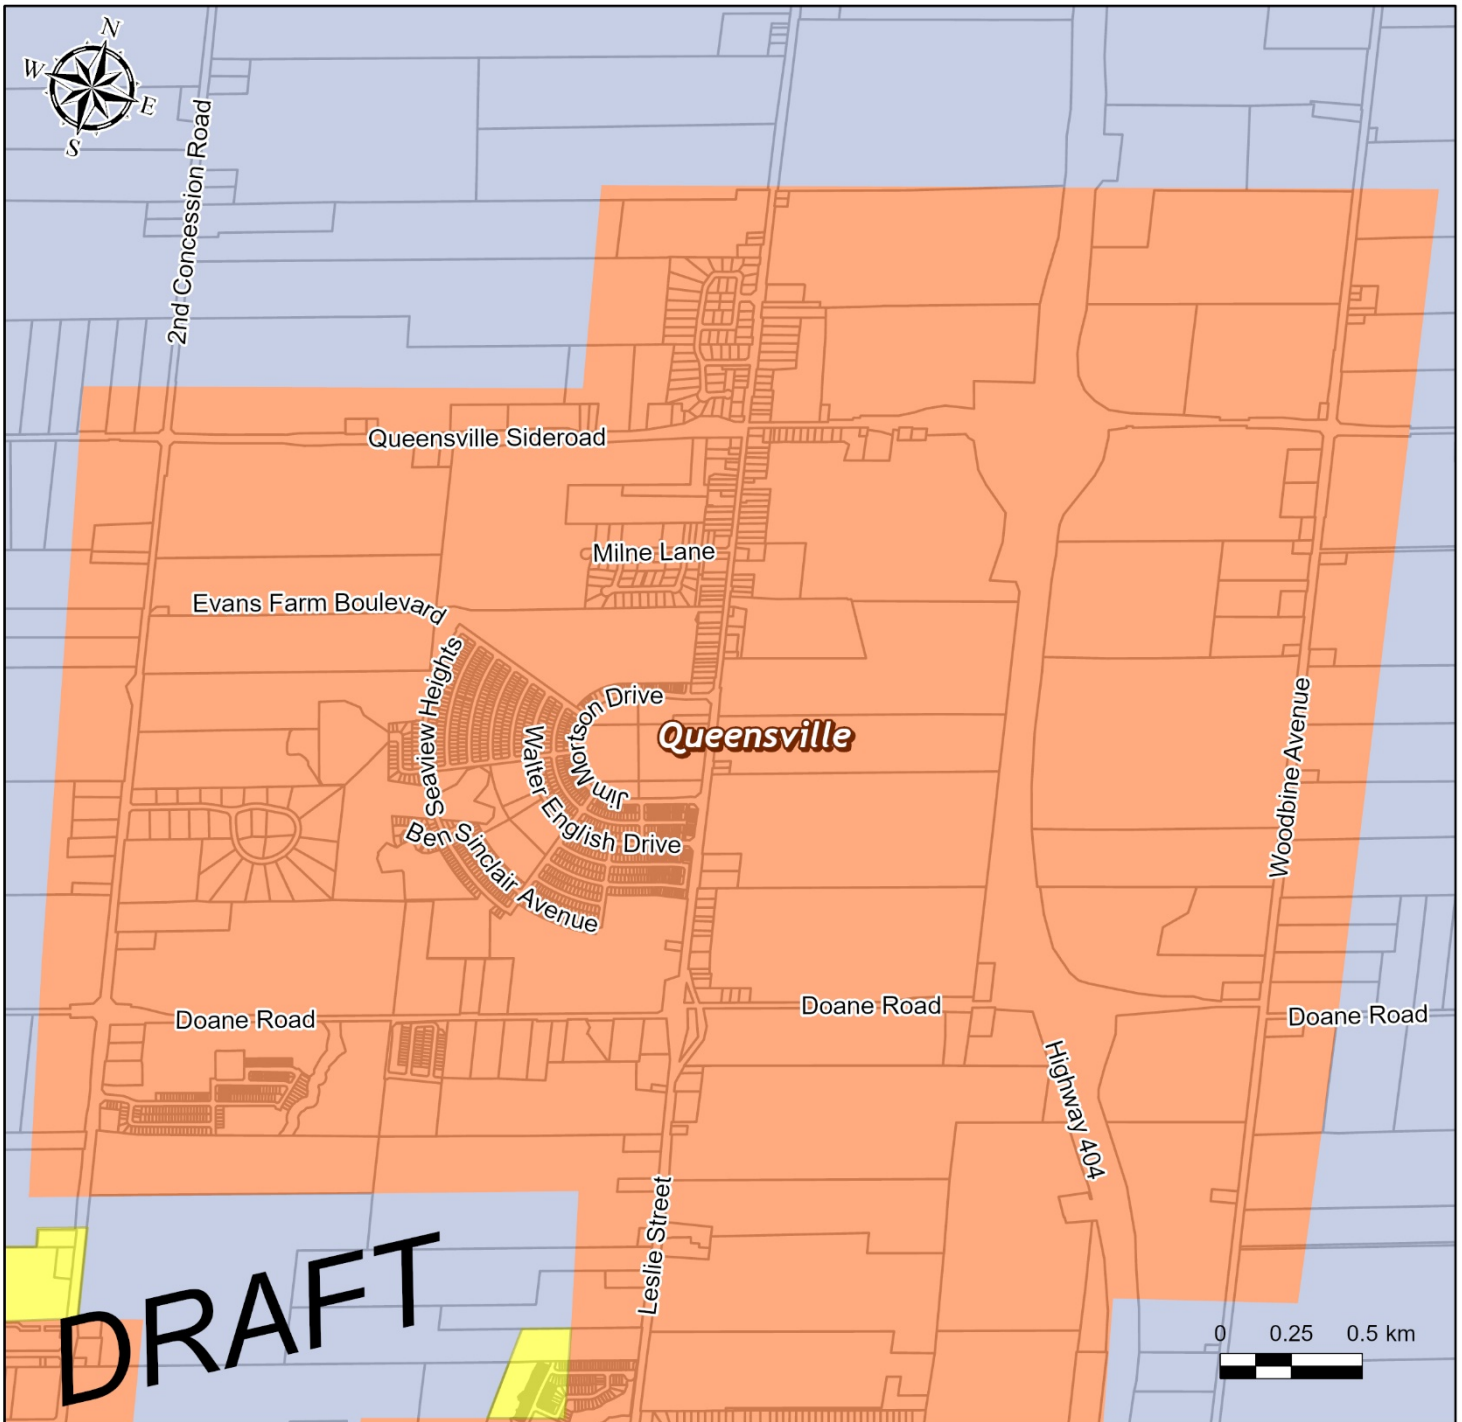 N
W
E
S
2nd Concession Road
Queensville Sideroad
Milne Lane
Evans Farm Boulevard
Seaview Heights
Jim Mortson Drive
Queensville
Walter English Drive
Ben Sinclair Avenue
Woodbine Avenue
Doane Road
Doane Road
Doane Road
Highway 404
Leslie Street
DRAFT
0 0.25 0.5 km